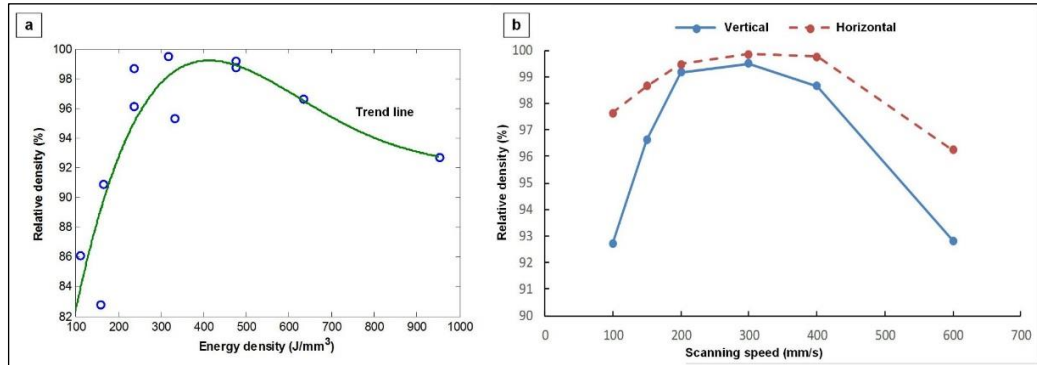 a
100
98
96
94
92
90
88
86
84
82
Relative density (%)
Trend line
100 200 300 400 500 600 700 800 900 1000
Energy density (J/mm³)
b
Vertical Horizontal
100
99
98
97
96
95
94
93
92
91
90
Relative density (%)
0 100 200 300 400 500 600 700
Scanning speed (mm/s)